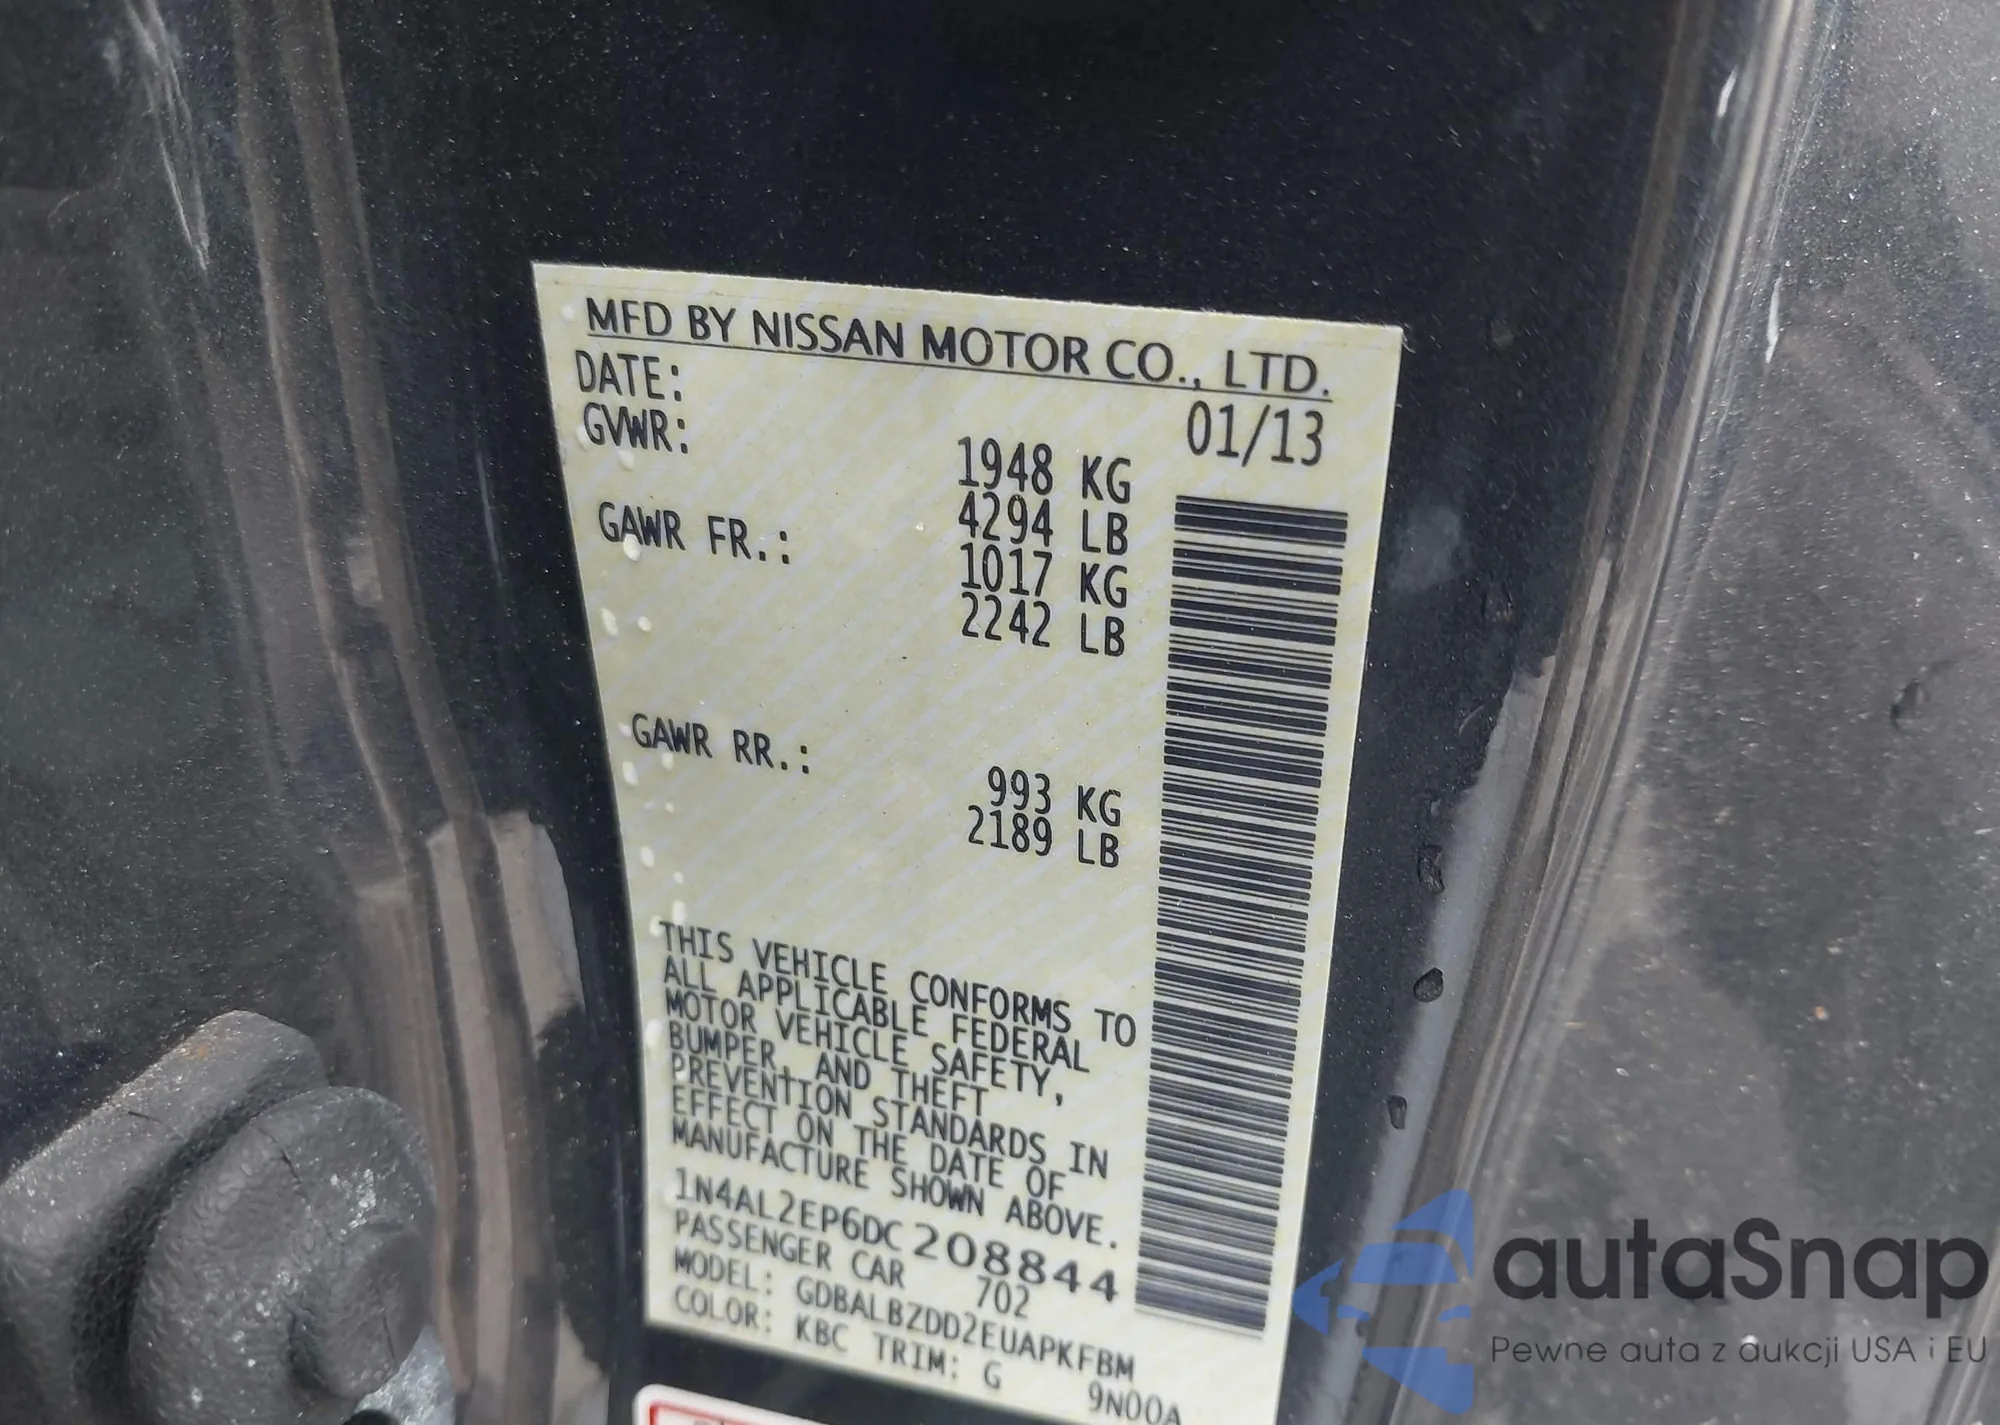 MFD BY NISSAN MOTOR CO., LTD.
DATE: 01/13
GVWR: 1948 KG
4294 LB
GAWR FR.: 1017 KG
2242 LB
GAWR RR.: 993 KG
2189 LB
THIS VEHICLE CONFORMS TO
ALL APPLICABLE FEDERAL
MOTOR VEHICLE SAFETY,
BUMPER, AND THEFT
PREVENTION STANDARDS IN
EFFECT ON THE DATE OF
MANUFACTURE SHOWN ABOVE.
1N4AL2EP6DC208844
PASSENGER CAR 702
MODEL: GDBALBZDD2EUAPKFBM
COLOR: KBC TRIM: G 9N00A
autaSnap
Pewne auta z aukcji USA i EU